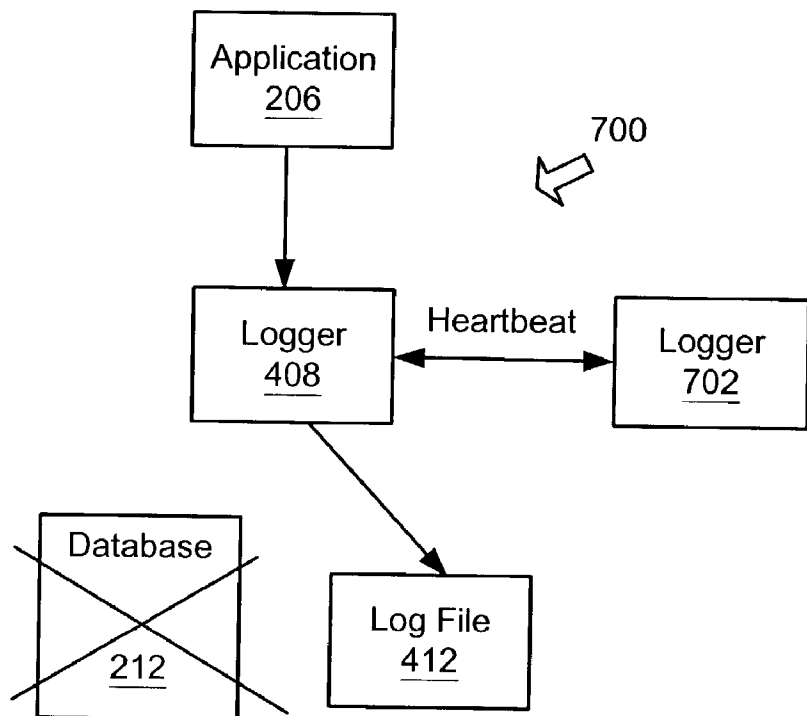 Application
206
700
Heartbeat
Logger
408
Logger
702
Database
212
Log File
412